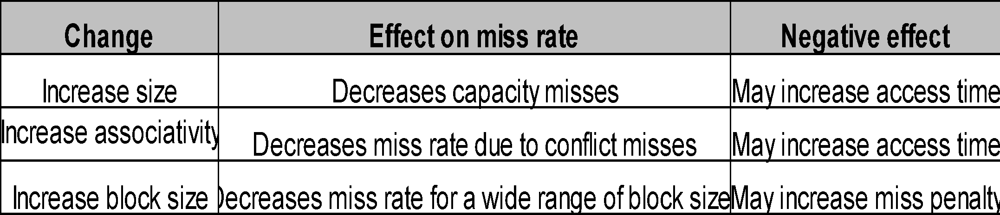 Change Effect on miss rate Negative effect
Increase size Decreases capacity misses May increase access time
Increase associativity Decreases miss rate due to conflict misses May increase access time
Increase block size Decreases miss rate for a wide range of block size May increase miss penalty